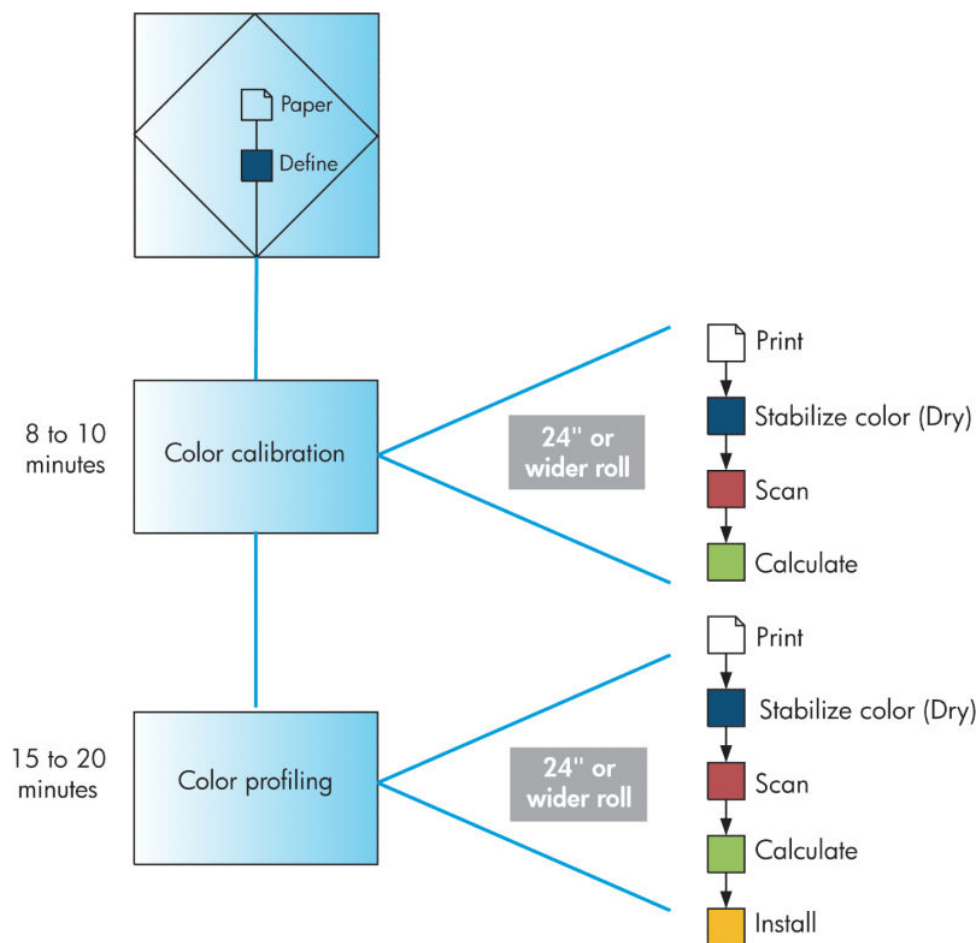 Paper
Define
8 to 10
minutes
Color calibration
24" or
wider roll
Print
Stabilize color (Dry)
Scan
Calculate
15 to 20
minutes
Color profiling
24" or
wider roll
Print
Stabilize color (Dry)
Scan
Calculate
Install